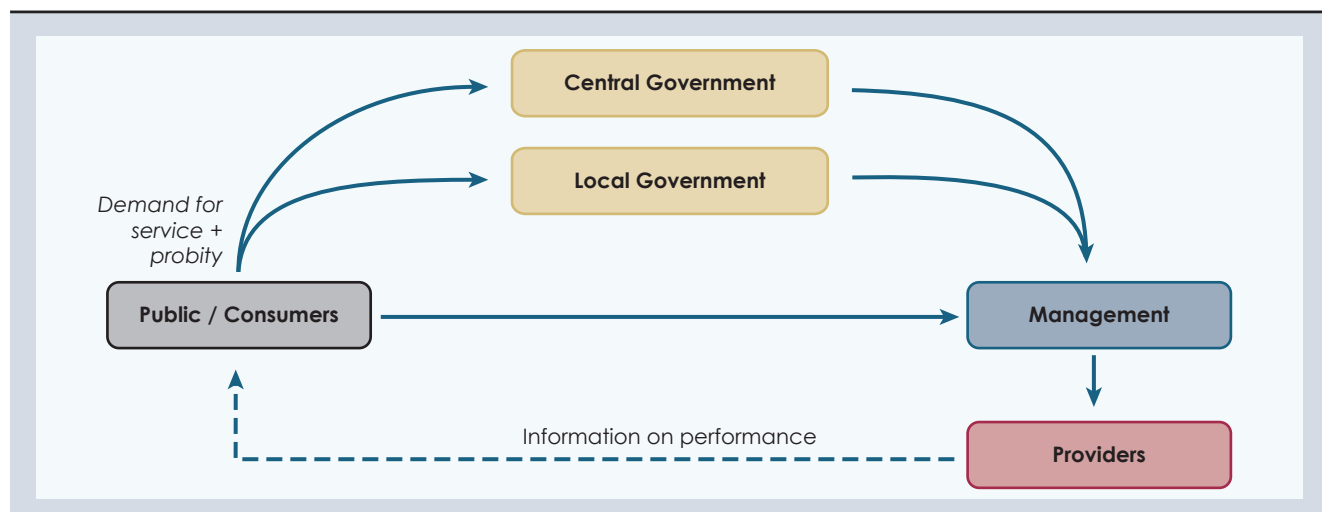 Central Government
Local Government
Demand for
service +
probity
Public / Consumers
Management
Information on performance
Providers